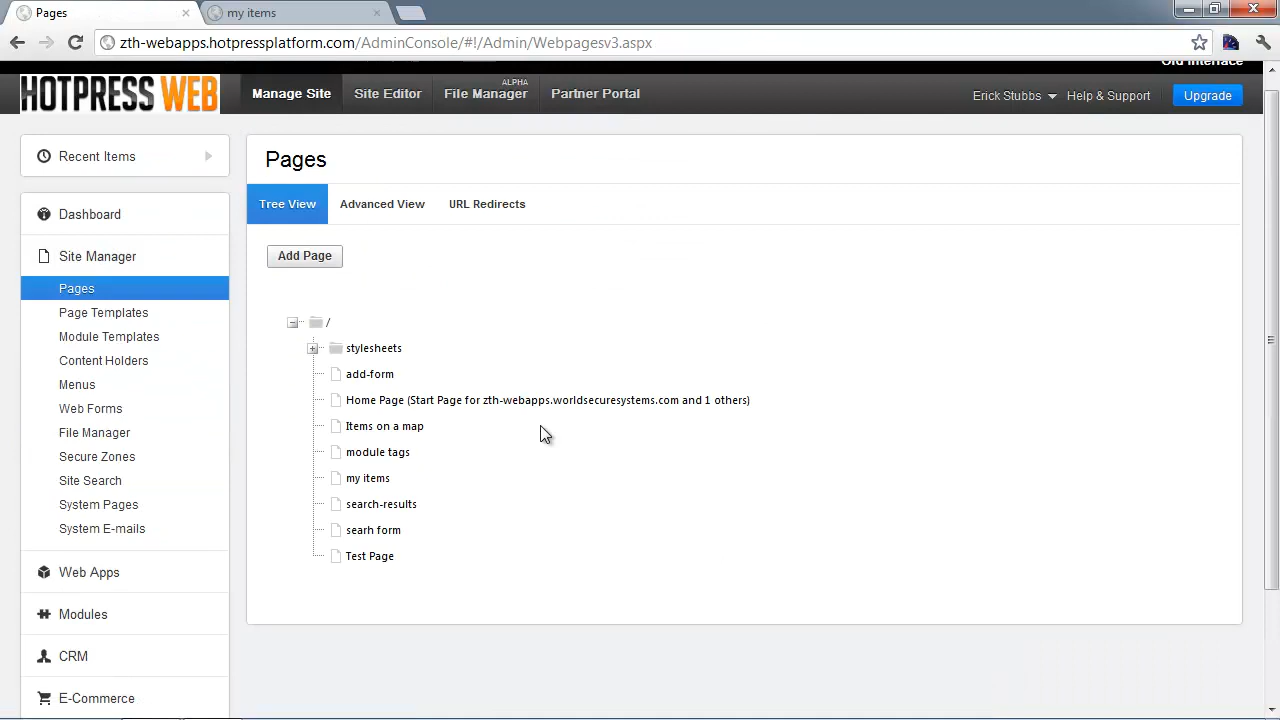 Pages
my items
zth-webapps.hotpressplatform.com/AdminConsole/#!/Admin/Webpagesv3.aspx
Old Interface
HOTPRESS WEB
Manage Site
Site Editor
File Manager
ALPHA
Partner Portal
Erick Stubbs
Help & Support
Upgrade
Recent Items
Dashboard
Site Manager
Pages
Page Templates
Module Templates
Content Holders
Menus
Web Forms
File Manager
Secure Zones
Site Search
System Pages
System E-mails
Web Apps
Modules
CRM
E-Commerce
Pages
Tree View
Advanced View
URL Redirects
Add Page
/
stylesheets
add-form
Home Page (Start Page for zth-webapps.worldsecuresystems.com and 1 others)
Items on a map
module tags
my items
search-results
searh form
Test Page